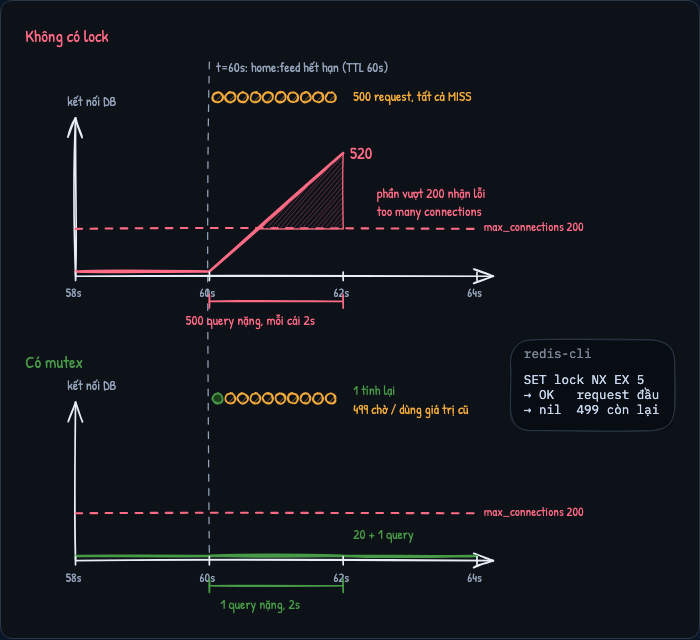 Không có lock
t=60s: home:feed hết hạn (TTL 60s)
kết nối DB
500 request, tất cả MISS
520
phần vượt 200 nhận lỗi
too many connections
max_connections 200
58s
60s
62s
64s
500 query nặng, mỗi cái 2s
Có mutex
kết nối DB
1 tính lại
499 chờ / dùng giá trị cũ
redis-cli
SET lock NX EX 5
→ OK request đầu
→ nil 499 còn lại
max_connections 200
20 + 1 query
58s
60s
62s
64s
1 query nặng, 2s